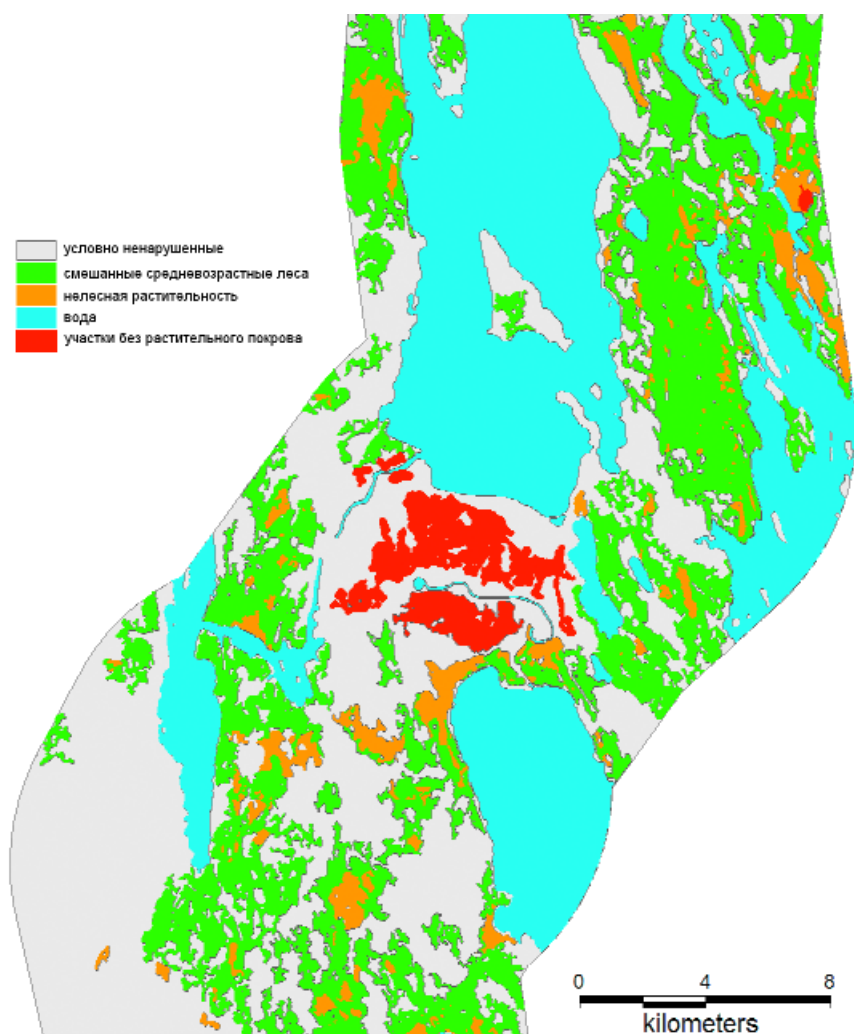 условно ненарушенные
смешанные средневозрастные леса
нелесная растительность
вода
участки без растительного покрова
0 4 8
kilometers